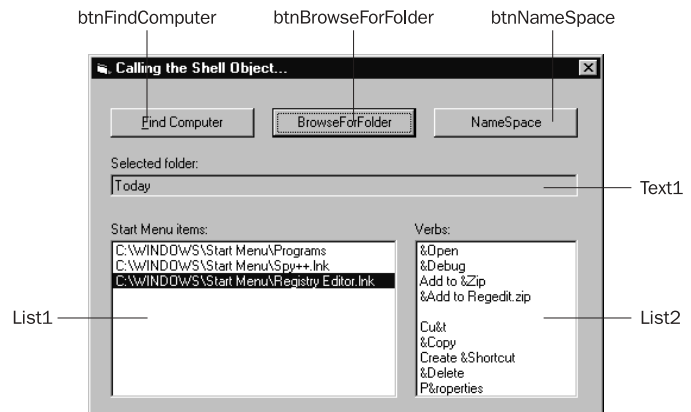 btnFindComputer btnBrowseForFolder btnNameSpace
Calling the Shell Object...
Find Computer BrowseForFolder NameSpace
Selected folder:
Today
Text1
Start Menu items: Verbs:
C:\WINDOWS\Start Menu\Programs
C:\WINDOWS\Start Menu\Spy++.lnk
C:\WINDOWS\Start Menu\Registry Editor.lnk
&Open
&Debug
Add to &Zip
&Add to Regedit.zip
Cu&t
&Copy
Create &Shortcut
&Delete
P&roperties
List1
List2